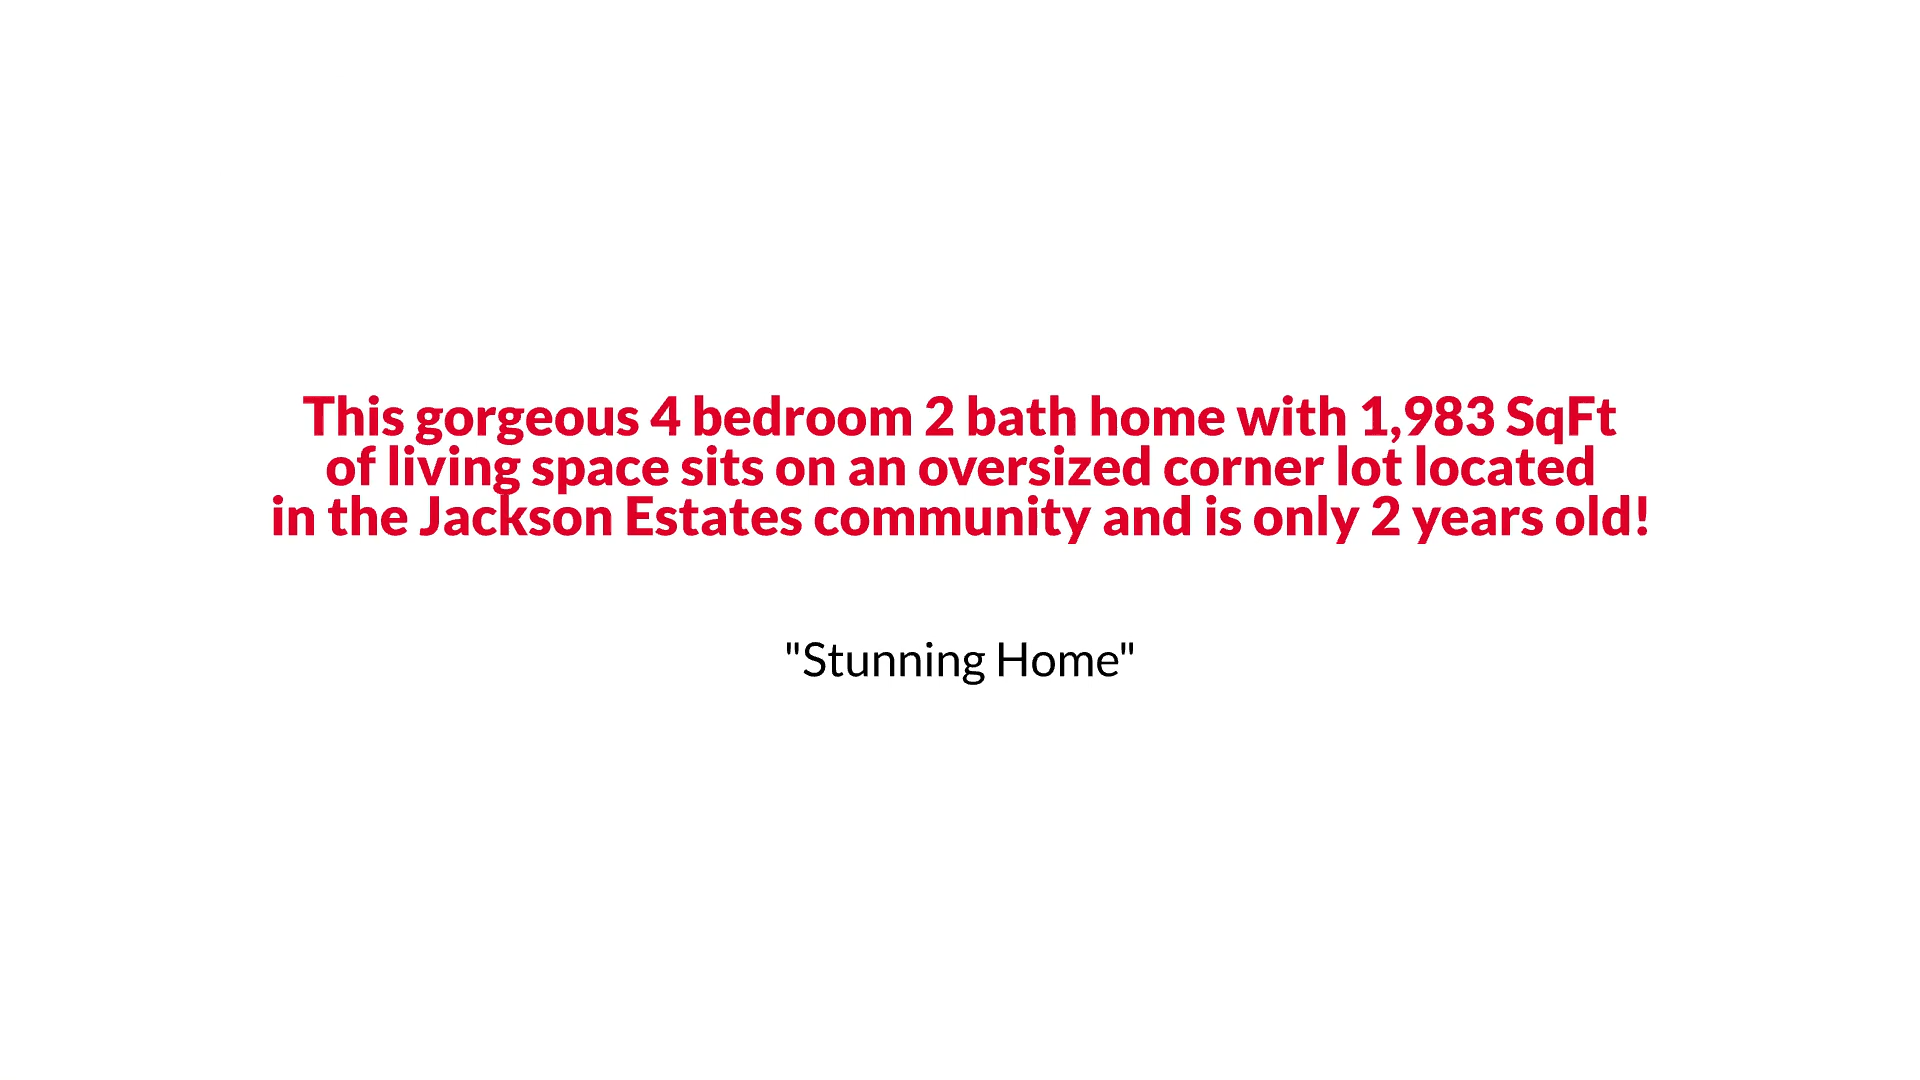 This gorgeous 4 bedroom 2 bath home with 1,983 SqFt
of living space sits on an oversized corner lot located
in the Jackson Estates community and is only 2 years old!
"Stunning Home"